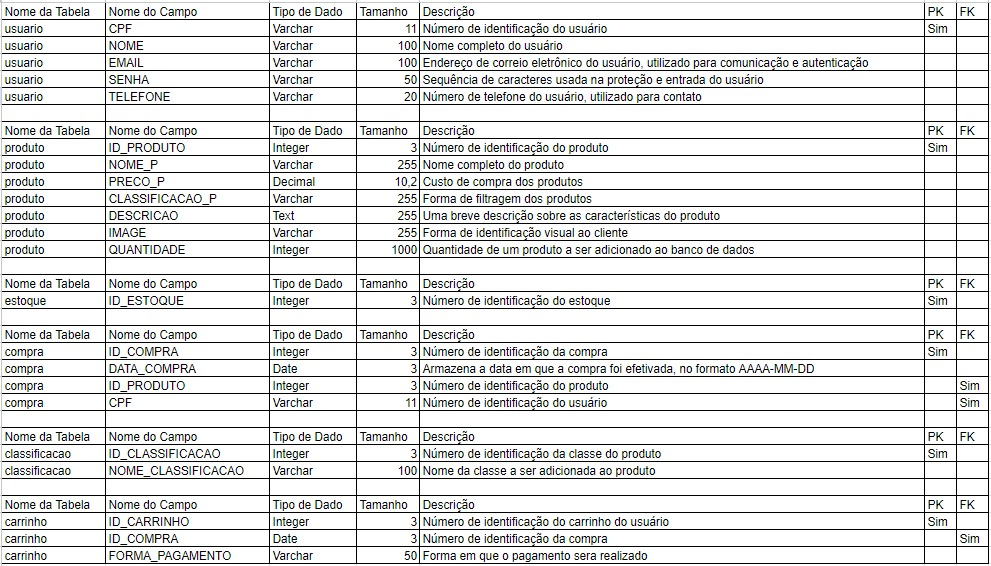 Nome da Tabela Nome do Campo Tipo de Dado Tamanho Descrição PK FK
usuario CPF Varchar 11 Número de identificação do usuário Sim
usuario NOME Varchar 100 Nome completo do usuário
usuario EMAIL Varchar 100 Endereço de correio eletrônico do usuário, utilizado para comunicação e autenticação
usuario SENHA Varchar 50 Sequência de caracteres usada na proteção e entrada do usuário
usuario TELEFONE Varchar 20 Número de telefone do usuário, utilizado para contato
Nome da Tabela Nome do Campo Tipo de Dado Tamanho Descrição PK FK
produto ID_PRODUTO Integer 3 Número de identificação do produto Sim
produto NOME_P Varchar 255 Nome completo do produto
produto PRECO_P Decimal 10,2 Custo de compra dos produtos
produto CLASSIFICACAO_P Varchar 255 Forma de filtragem dos produtos
produto DESCRICAO Text 255 Uma breve descrição sobre as características do produto
produto IMAGE Varchar 255 Forma de identificação visual ao cliente
produto QUANTIDADE Integer 1000 Quantidade de um produto a ser adicionado ao banco de dados
Nome da Tabela Nome do Campo Tipo de Dado Tamanho Descrição PK FK
estoque ID_ESTOQUE Integer 3 Número de identificação do estoque Sim
Nome da Tabela Nome do Campo Tipo de Dado Tamanho Descrição PK FK
compra ID_COMPRA Integer 3 Número de identificação da compra Sim
compra DATA_COMPRA Date 3 Armazena a data em que a compra foi efetivada, no formato AAAA-MM-DD
compra ID_PRODUTO Integer 3 Número de identificação do produto Sim
compra CPF Varchar 11 Número de identificação do usuário Sim
Nome da Tabela Nome do Campo Tipo de Dado Tamanho Descrição PK FK
classificacao ID_CLASSIFICACAO Integer 3 Número de identificação da classe do produto Sim
classificacao NOME_CLASSIFICACAO Varchar 100 Nome da classe a ser adicionada ao produto
Nome da Tabela Nome do Campo Tipo de Dado Tamanho Descrição PK FK
carrinho ID_CARRINHO Integer 3 Número de identificação do carrinho do usuário Sim
carrinho ID_COMPRA Date 3 Número de identificação da compra Sim
carrinho FORMA_PAGAMENTO Varchar 50 Forma em que o pagamento sera realizado